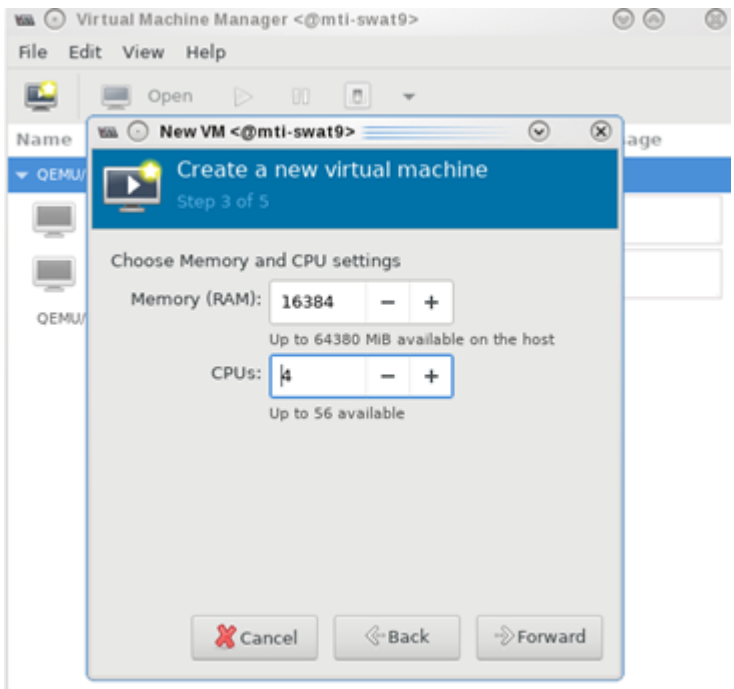 Virtual Machine Manager <@mti-swat9>
File Edit View Help
Open
Name
age
QEMU/
QEMU/
New VM <@mti-swat9>
Create a new virtual machine
Step 3 of 5
Choose Memory and CPU settings
Memory (RAM): 16384 − +
Up to 64380 MiB available on the host
CPUs: 4 − +
Up to 56 available
Cancel Back Forward